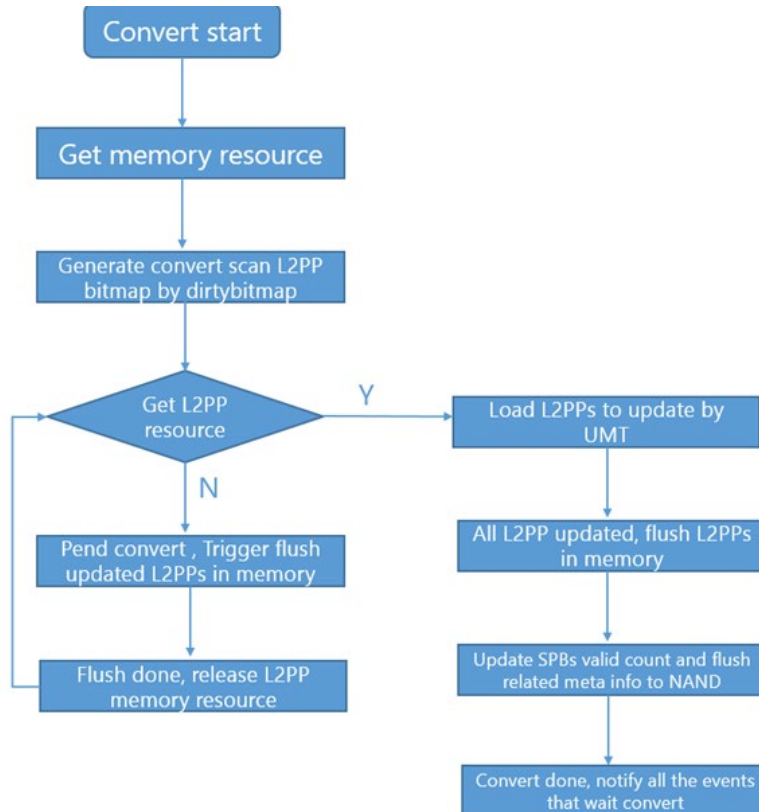 Convert start
Get memory resource
Generate convert scan L2PP
bitmap by dirtybitmap
Get L2PP
resource
Y
N
Pend convert , Trigger flush
updated L2PPs in memory
Flush done, release L2PP
memory resource
Load L2PPs to update by
UMT
All L2PP updated, flush L2PPs
in memory
Update SPBs valid count and flush
related meta info to NAND
Convert done, notify all the events
that wait convert